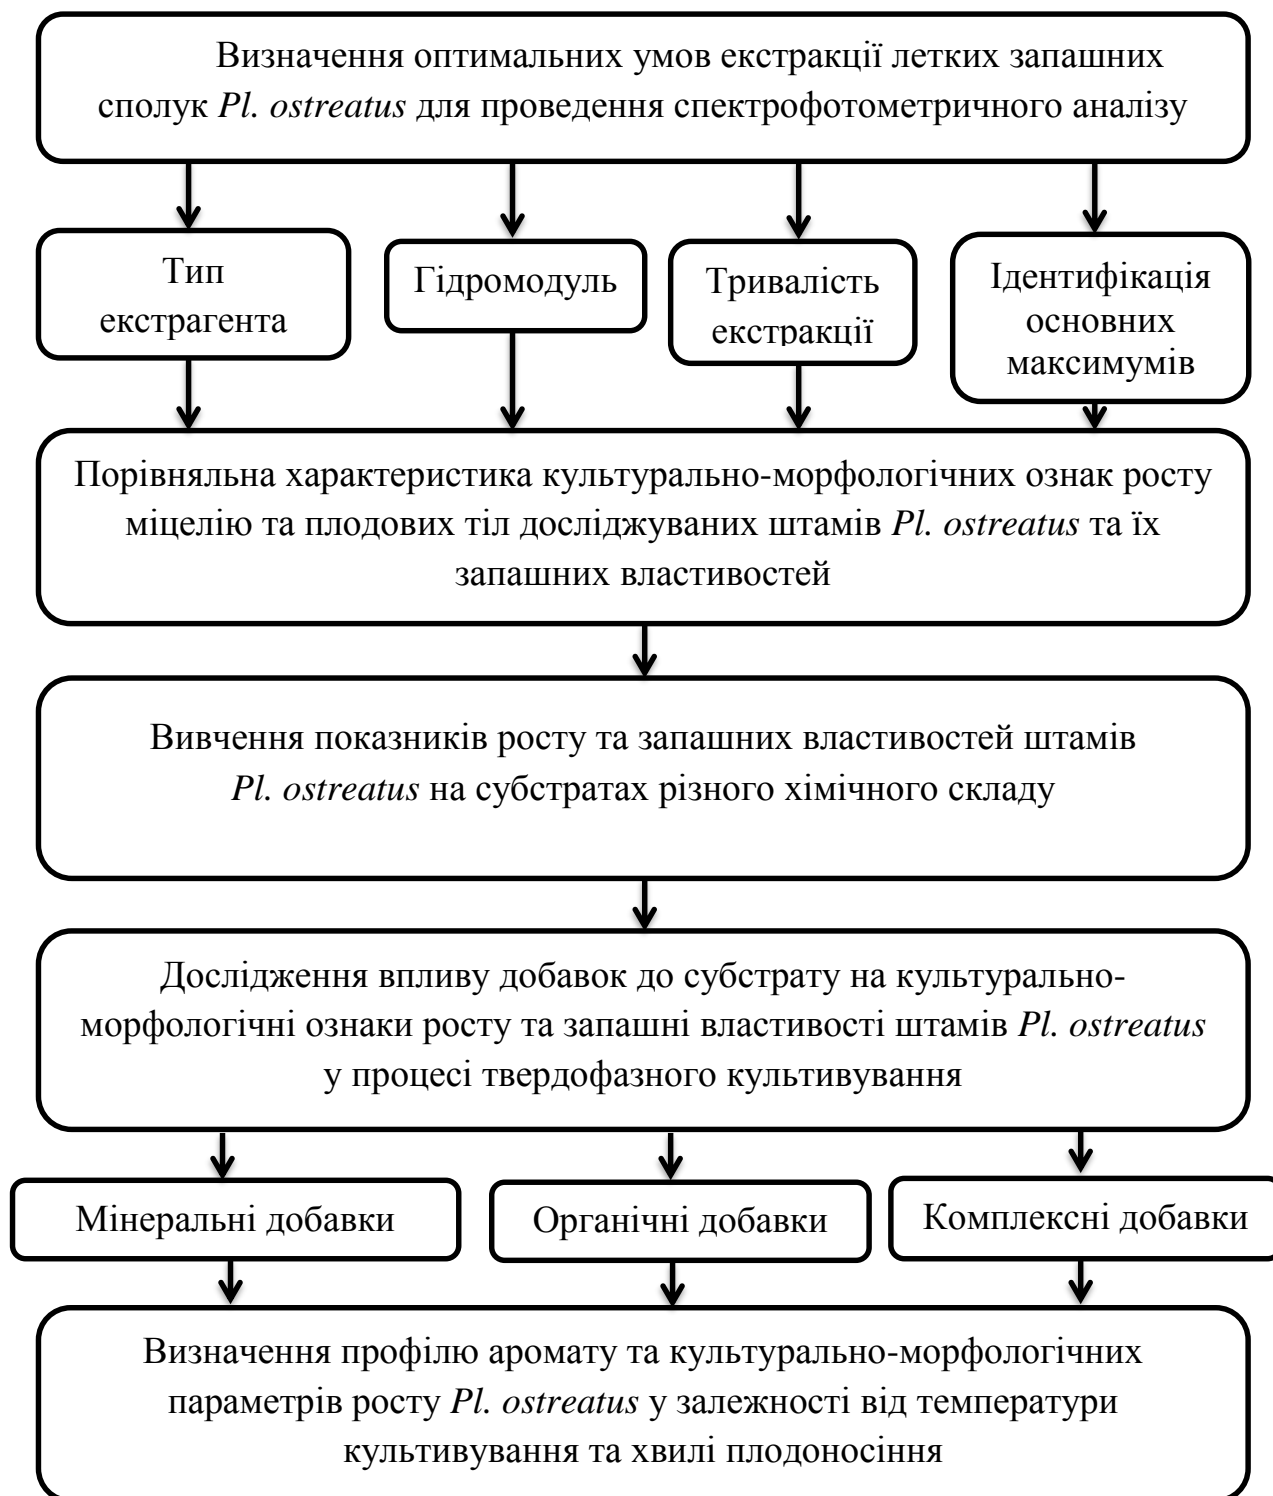 Визначення оптимальних умов екстракції летких запашних
сполук Pl. ostreatus для проведення спектрофотометричного аналізу
Тип
екстрагента
Гідромодуль
Тривалість
екстракції
Ідентифікація
основних
максимумів
Порівняльна характеристика культурально-морфологічних ознак росту
міцелію та плодових тіл досліджуваних штамів Pl. ostreatus та їх
запашних властивостей
Вивчення показників росту та запашних властивостей штамів
Pl. ostreatus на субстратах різного хімічного складу
Дослідження впливу добавок до субстрату на культурально-
морфологічні ознаки росту та запашні властивості штамів Pl. ostreatus
у процесі твердофазного культивування
Мінеральні добавки
Органічні добавки
Комплексні добавки
Визначення профілю аромату та культурально-морфологічних
параметрів росту Pl. ostreatus у залежності від температури
культивування та хвилі плодоносіння